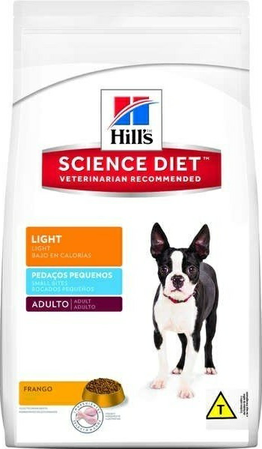 Hill's
SCIENCE DIET™
VETERINARIAN RECOMMENDED
LIGHT
LIGHT
BAJO EN CALORÍAS
PEDAÇOS PEQUENOS
SMALL BITES
BOCADOS PEQUEÑOS
ADULTO ADULT
ADULTO
FRANGO
T